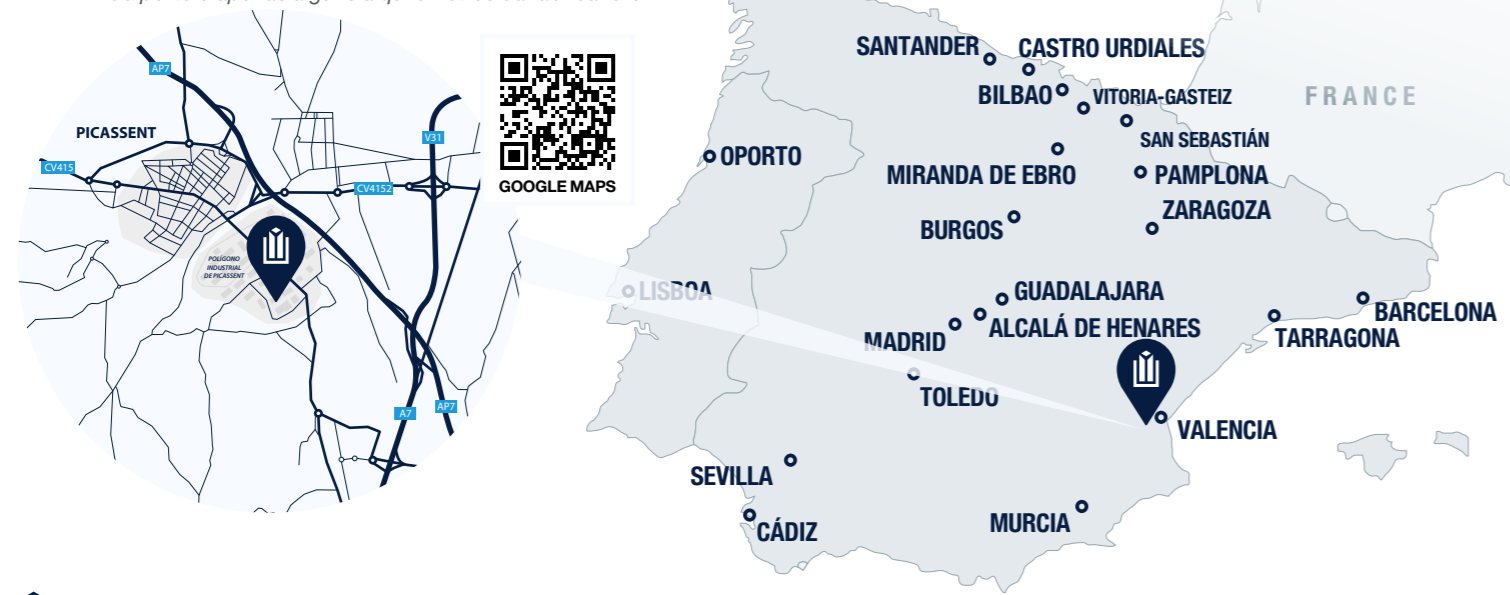 AP7
V31
PICASSENT
CV415
CV4152
POLÍGONO
INDUSTRIAL
DE PICASSENT
A7
AP7
GOOGLE MAPS
SANTANDER
CASTRO URDIALES
BILBAO
VITORIA-GASTEIZ
FRANCE
SAN SEBASTIÁN
OPORTO
MIRANDA DE EBRO
PAMPLONA
ZARAGOZA
BURGOS
LISBOA
GUADALAJARA
BARCELONA
ALCALÁ DE HENARES
MADRID
TARRAGONA
TOLEDO
VALENCIA
SEVILLA
MURCIA
CÁDIZ